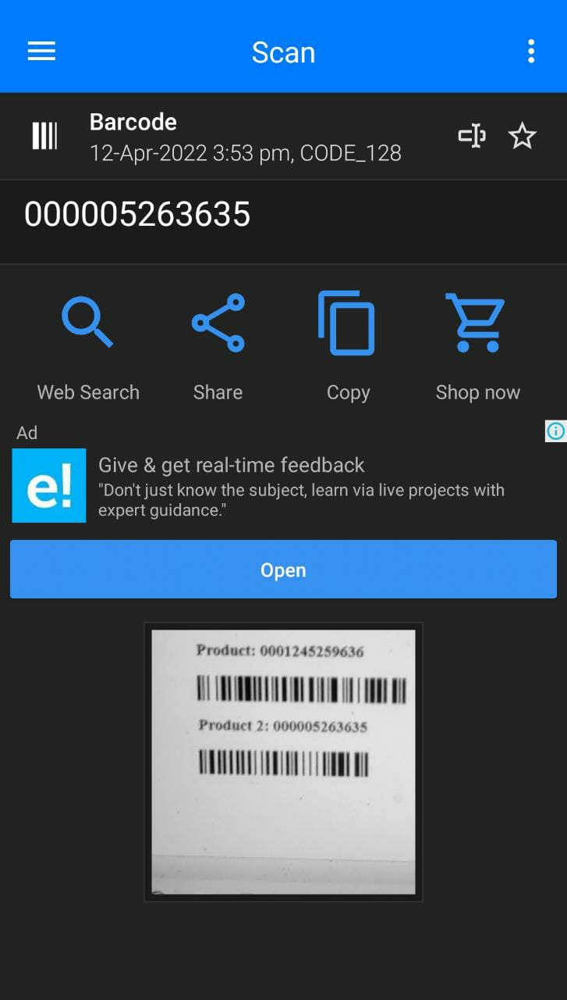 Scan
Barcode
12-Apr-2022 3:53 pm, CODE_128
000005263635
Web Search
Share
Copy
Shop now
Ad
e!
Give & get real-time feedback
"Don't just know the subject, learn via live projects with
expert guidance."
Open
Product: 0001245259636
Product 2: 000005263635